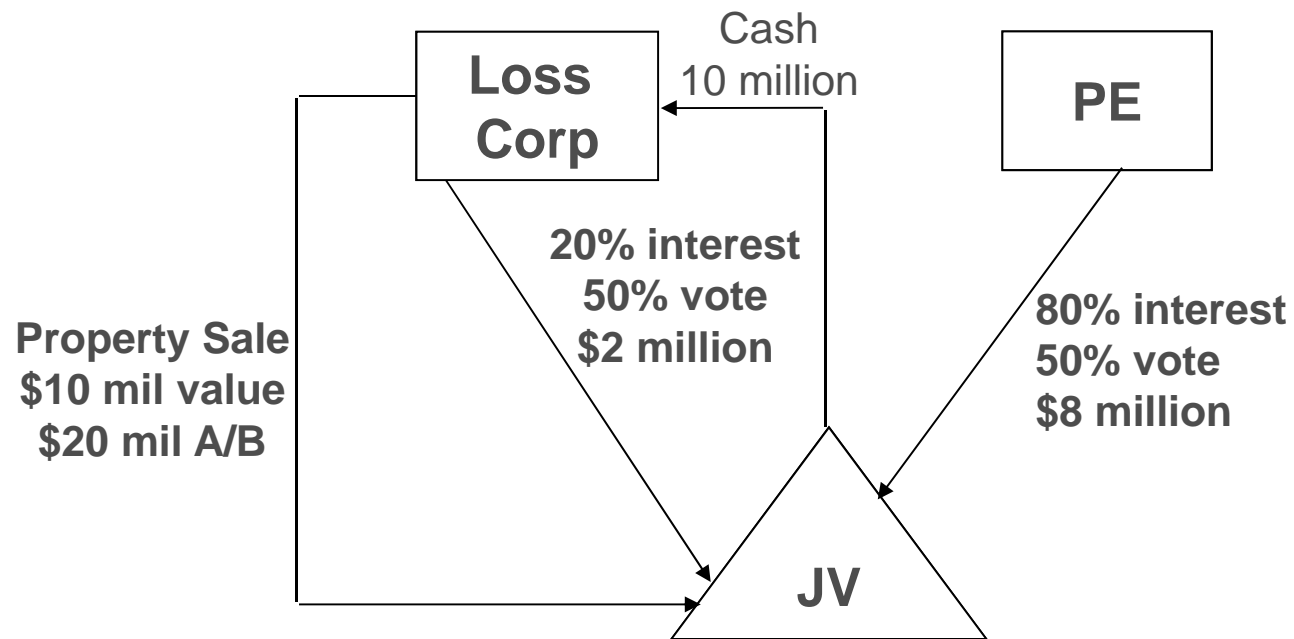 Loss
Corp
Cash
10 million
PE
20% interest
50% vote
$2 million
80% interest
50% vote
$8 million
Property Sale
$10 mil value
$20 mil A/B
JV